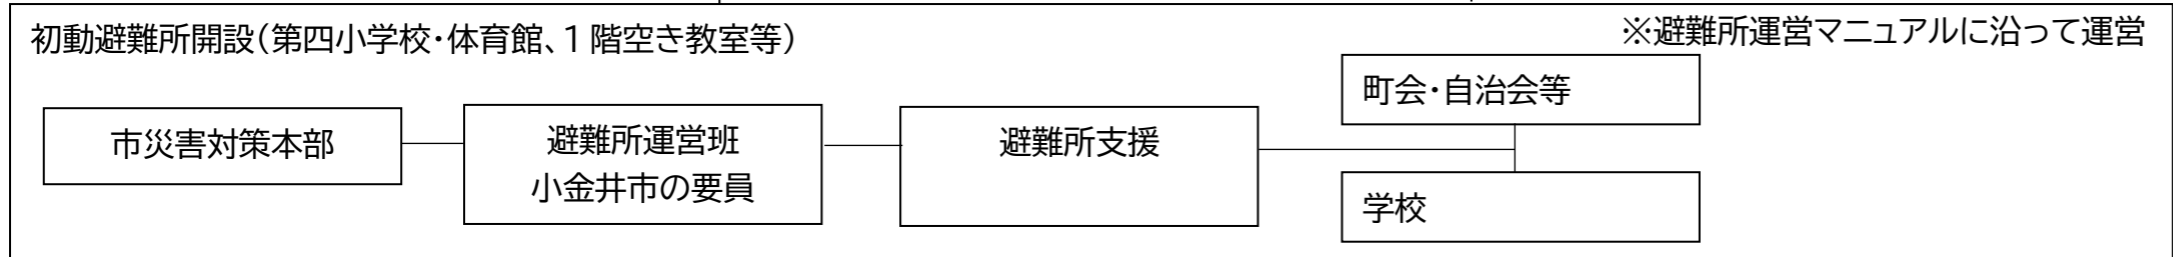 初動避難所開設（第四小学校・体育館、1階空き教室等）
※避難所運営マニュアルに沿って運営
市災害対策本部
避難所運営班
小金井市の要員
避難所支援
町会・自治会等
学校